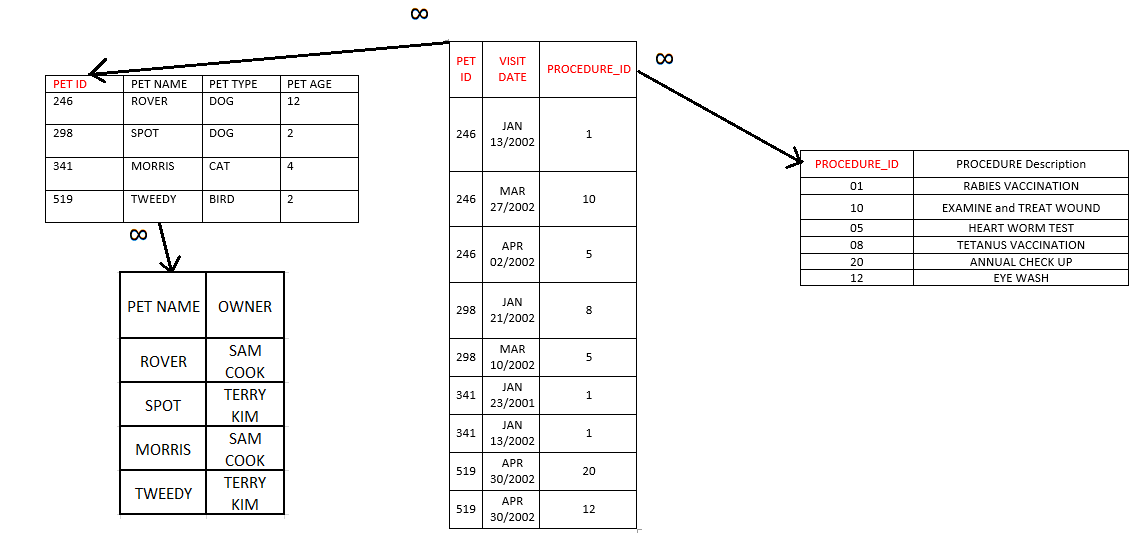 ∞
PET ID PET NAME PET TYPE PET AGE
246 ROVER DOG 12
298 SPOT DOG 2
341 MORRIS CAT 4
519 TWEEDY BIRD 2
∞
PET NAME OWNER
ROVER SAM
COOK
SPOT TERRY
KIM
MORRIS SAM
COOK
TWEEDY TERRY
KIM
PET
ID
VISIT
DATE
PROCEDURE_ID
246 JAN
13/2002 1
246 MAR
27/2002 10
246 APR
02/2002 5
298 JAN
21/2002 8
298 MAR
10/2002 5
341 JAN
23/2001 1
341 JAN
13/2002 1
519 APR
30/2002 20
519 APR
30/2002 12
∞
PROCEDURE_ID PROCEDURE Description
01 RABIES VACCINATION
10 EXAMINE and TREAT WOUND
05 HEART WORM TEST
08 TETANUS VACCINATION
20 ANNUAL CHECK UP
12 EYE WASH